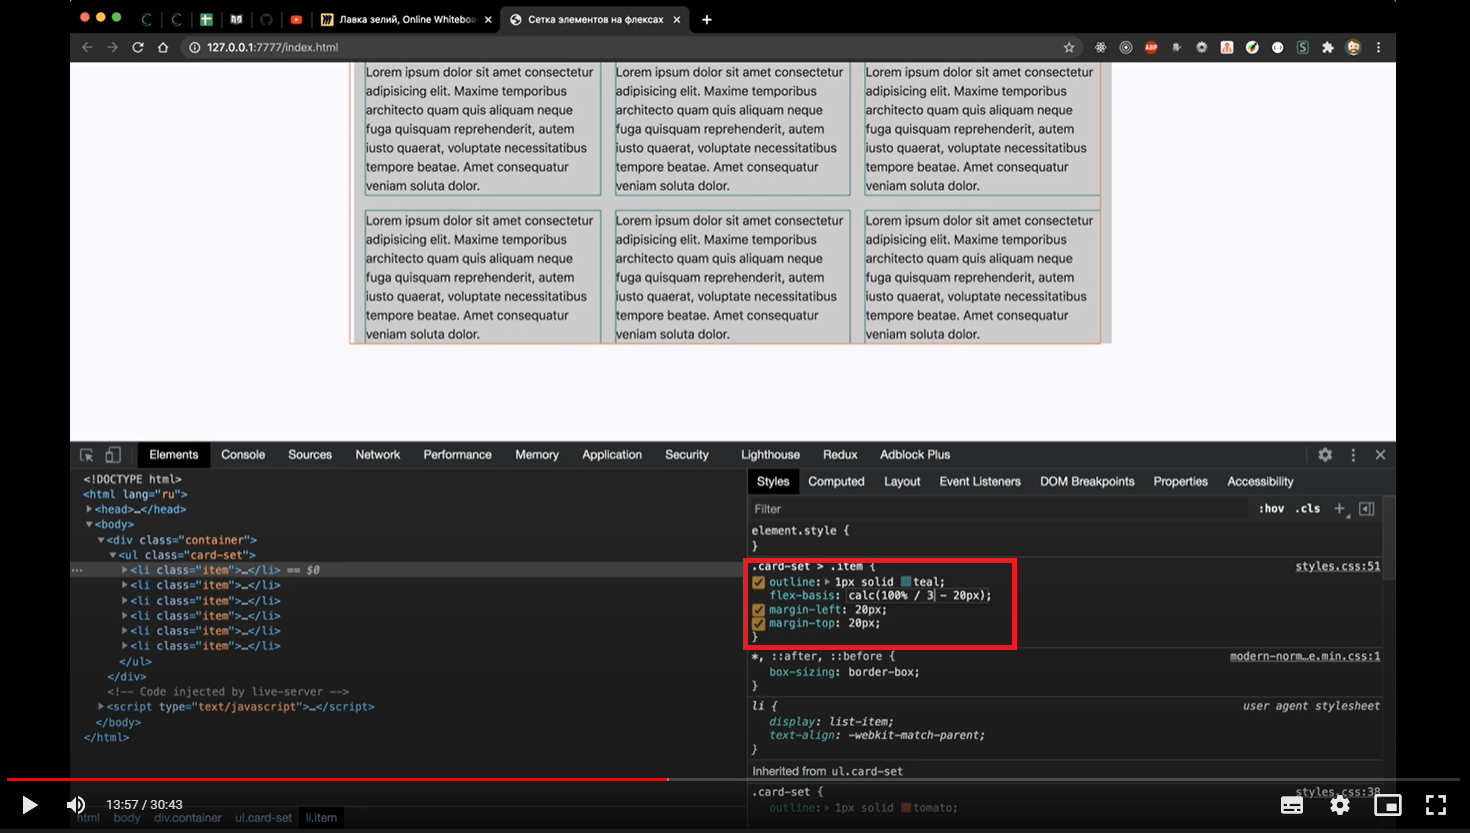 Лавка зелий, Online Whiteboa
Сетка элементов на флексах
127.0.0.1:7777/index.html
ABP
Lorem ipsum dolor sit amet consectetur
adipisicing elit. Maxime temporibus
architecto quam quis aliquam neque
fuga quisquam reprehenderit, autem
iusto quaerat, voluptate necessitatibus
tempore beatae. Amet consequatur
veniam soluta dolor.
Lorem ipsum dolor sit amet consectetur
adipisicing elit. Maxime temporibus
architecto quam quis aliquam neque
fuga quisquam reprehenderit, autem
iusto quaerat, voluptate necessitatibus
tempore beatae. Amet consequatur
veniam soluta dolor.
Lorem ipsum dolor sit amet consectetur
adipisicing elit. Maxime temporibus
architecto quam quis aliquam neque
fuga quisquam reprehenderit, autem
iusto quaerat, voluptate necessitatibus
tempore beatae. Amet consequatur
veniam soluta dolor.
Lorem ipsum dolor sit amet consectetur
adipisicing elit. Maxime temporibus
architecto quam quis aliquam neque
fuga quisquam reprehenderit, autem
iusto quaerat, voluptate necessitatibus
tempore beatae. Amet consequatur
veniam soluta dolor.
Lorem ipsum dolor sit amet consectetur
adipisicing elit. Maxime temporibus
architecto quam quis aliquam neque
fuga quisquam reprehenderit, autem
iusto quaerat, voluptate necessitatibus
tempore beatae. Amet consequatur
veniam soluta dolor.
Lorem ipsum dolor sit amet consectetur
adipisicing elit. Maxime temporibus
architecto quam quis aliquam neque
fuga quisquam reprehenderit, autem
iusto quaerat, voluptate necessitatibus
tempore beatae. Amet consequatur
veniam soluta dolor.
Elements Console Sources Network Performance Memory Application Security Lighthouse Redux Adblock Plus
<!DOCTYPE html>
<html lang="ru">
<head>…</head>
<body>
<div class="container">
<ul class="card-set">
<li class="item">…</li> == $0
<li class="item">…</li>
<li class="item">…</li>
<li class="item">…</li>
<li class="item">…</li>
<li class="item">…</li>
</ul>
</div>
<!-- Code injected by live-server -->
<script type="text/javascript">…</script>
</body>
</html>
Styles Computed Layout Event Listeners DOM Breakpoints Properties Accessibility
Filter :hov .cls
element.style {
}
.card-set > .item { styles.css:51
outline: 1px solid teal;
flex-basis: calc(100% / 3 - 20px);
margin-left: 20px;
margin-top: 20px;
}
*, ::after, ::before { modern-norm…e.min.css:1
box-sizing: border-box;
}
li { user agent stylesheet
display: list-item;
text-align: -webkit-match-parent;
}
Inherited from ul.card-set
.card-set { styles.css:38
outline: 1px solid tomato;
13:57 / 30:43
html body div.container ul.card-set li.item